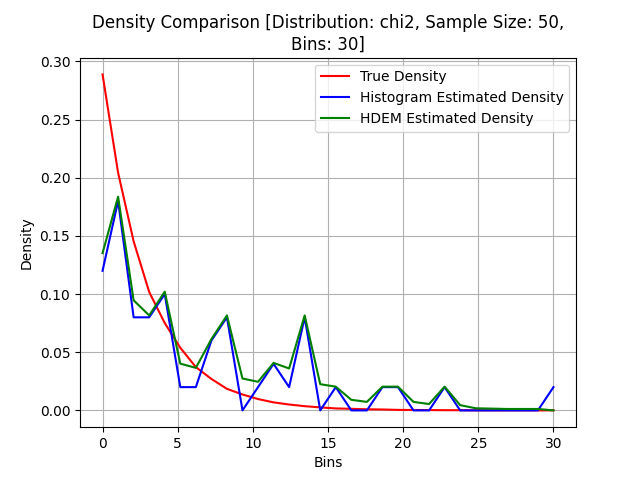 Density Comparison [Distribution: chi2, Sample Size: 50,
Bins: 30]
True Density
Histogram Estimated Density
HDEM Estimated Density
Density
0.30
0.25
0.20
0.15
0.10
0.05
0.00
0 5 10 15 20 25 30
Bins